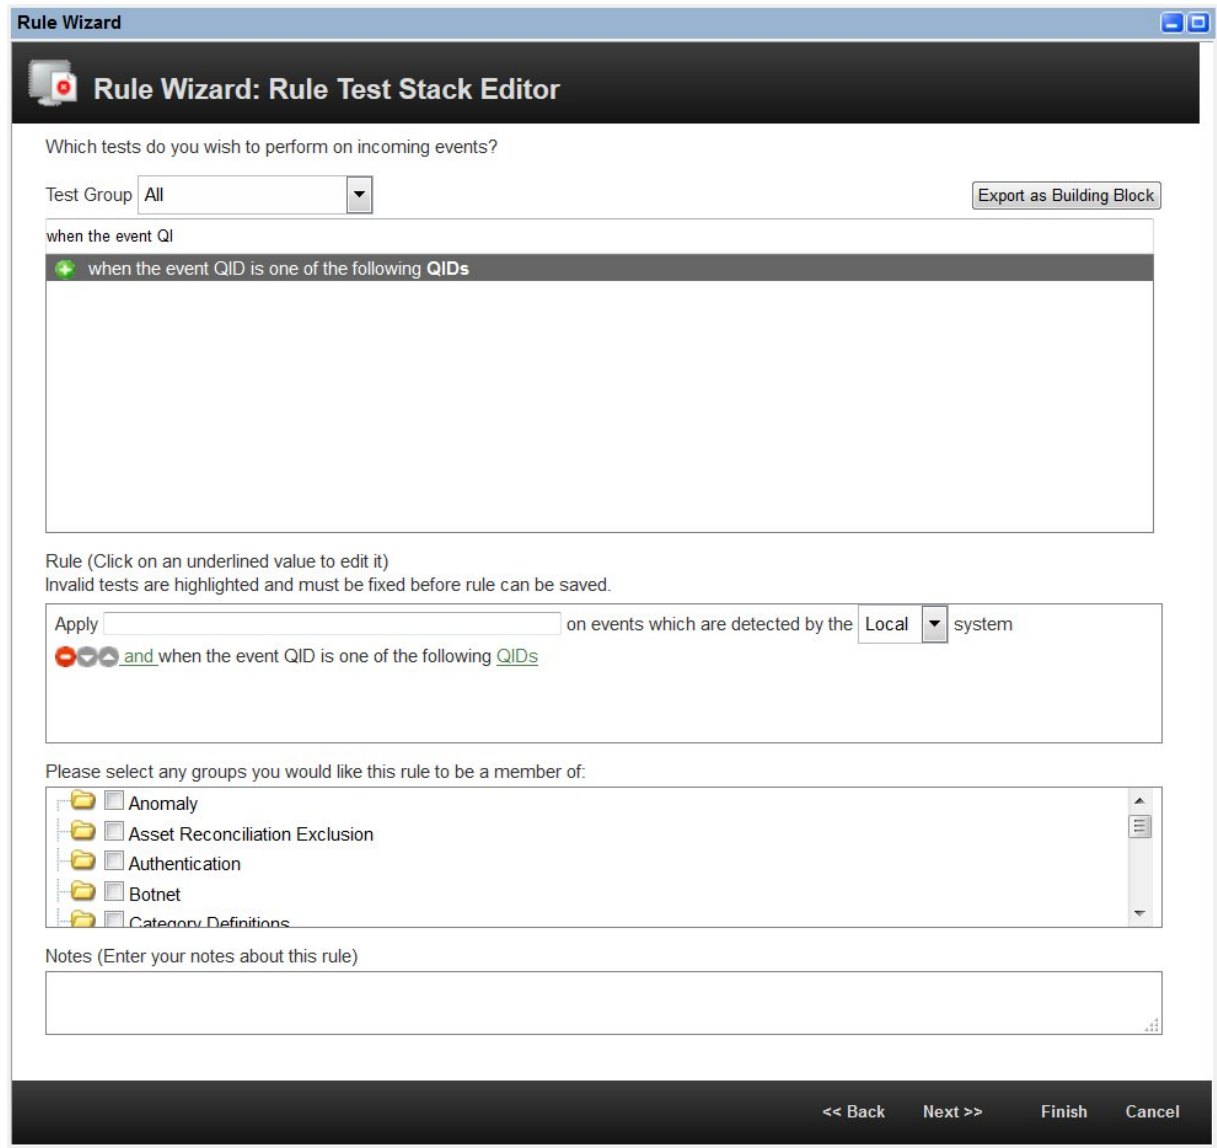 Rule Wizard
Rule Wizard: Rule Test Stack Editor
Which tests do you wish to perform on incoming events?
Test Group All
Export as Building Block
when the event QI
when the event QID is one of the following QIDs
Rule (Click on an underlined value to edit it)
Invalid tests are highlighted and must be fixed before rule can be saved.
Apply on events which are detected by the Local system
and when the event QID is one of the following QIDs
Please select any groups you would like this rule to be a member of:
Anomaly
Asset Reconciliation Exclusion
Authentication
Botnet
Category Definitions
Notes (Enter your notes about this rule)
<< Back Next >> Finish Cancel